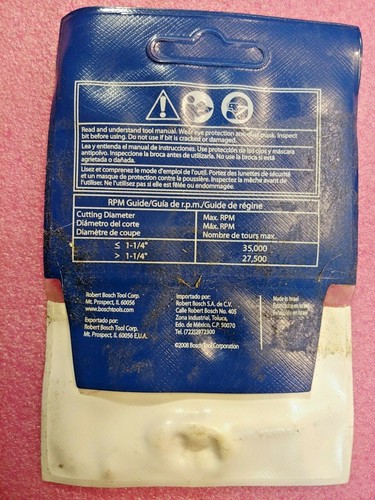 Read and understand tool manual. Wear eye protection and dust mask. Inspect
bit before using. Do not use if bit is cracked or damaged.
Lea y entienda el manual de instrucciones. Use protección de los ojos y máscara
antipolvo. Inspeccione la broca antes de utilizarla. No use la broca si está
agrietada o dañada.
Lisez et comprenez le mode d'emploi de l'outil. Portez des lunettes de sécurité
et un masque de protection contre la poussière. Inspectez la mèche avant de
l'utiliser. Ne l'utilisez pas si elle est fêlée ou endommagée.
RPM Guide/Guía de r.p.m./Guide de régine
Cutting Diameter Max. RPM
Diámetro del corte Máx. RPM
Diamètre de coupe Nombre de tours max.
≤ 1-1/4" 35,000
> 1-1/4" 27,500
Robert Bosch Tool Corp.
Mt. Prospect, IL 60056
www.boschtools.com
Exportado por:
Robert Bosch Tool Corp.
Mt. Prospect, IL 60056 E.U.A.
Importado por:
Robert Bosch S.A. de C.V.
Calle Robert Bosch No. 405
Zona Industrial, Toluca,
Edo. de México, C.P. 50070
Tel. (722)2972300
©2008 Bosch Tool Corporation
Made in Israel